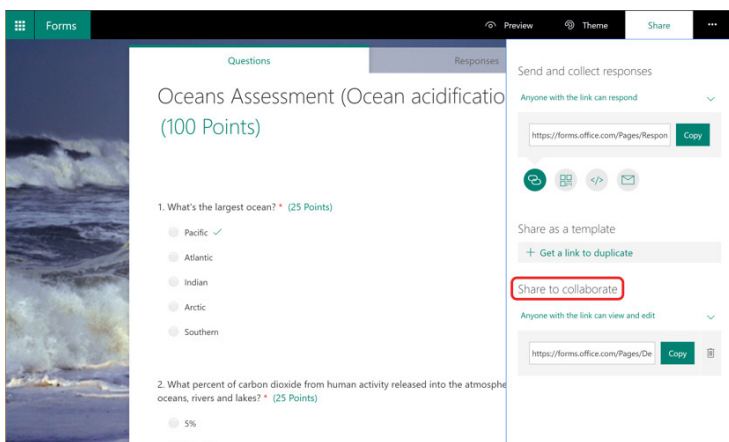 Forms
Preview
Theme
Share
Questions
Responses
Oceans Assessment (Ocean acidificatio
(100 Points)
1. What's the largest ocean? * (25 Points)
Pacific
Atlantic
Indian
Arctic
Southern
2. What percent of carbon dioxide from human activity released into the atmosphe
oceans, rivers and lakes? * (25 Points)
5%
Send and collect responses
Anyone with the link can respond
https://forms.office.com/Pages/Respon
Copy
Share as a template
+ Get a link to duplicate
Share to collaborate
Anyone with the link can view and edit
https://forms.office.com/Pages/De
Copy